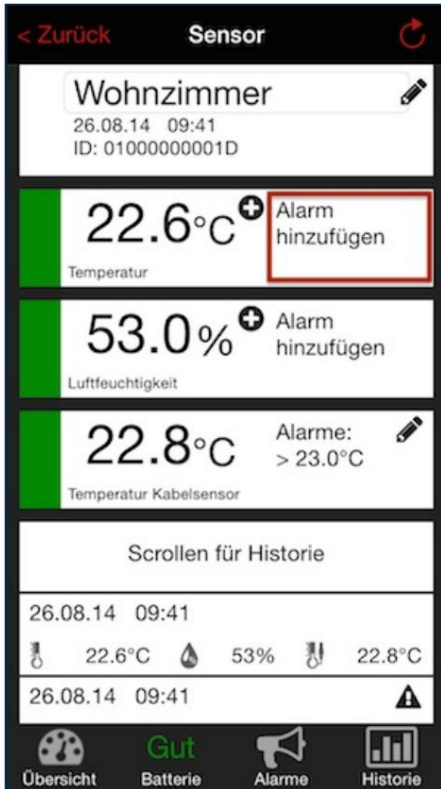 < Zurück Sensor
Wohnzimmer
26.08.14 09:41
ID: 01000000001D
22.6°C
Alarm
hinzufügen
Temperatur
53.0%
Alarm
hinzufügen
Luftfeuchtigkeit
22.8°C
Alarme:
> 23.0°C
Temperatur Kabelsensor
Scrollen für Historie
26.08.14 09:41
22.6°C 53% 22.8°C
26.08.14 09:41
Gut
Übersicht Batterie Alarme Historie